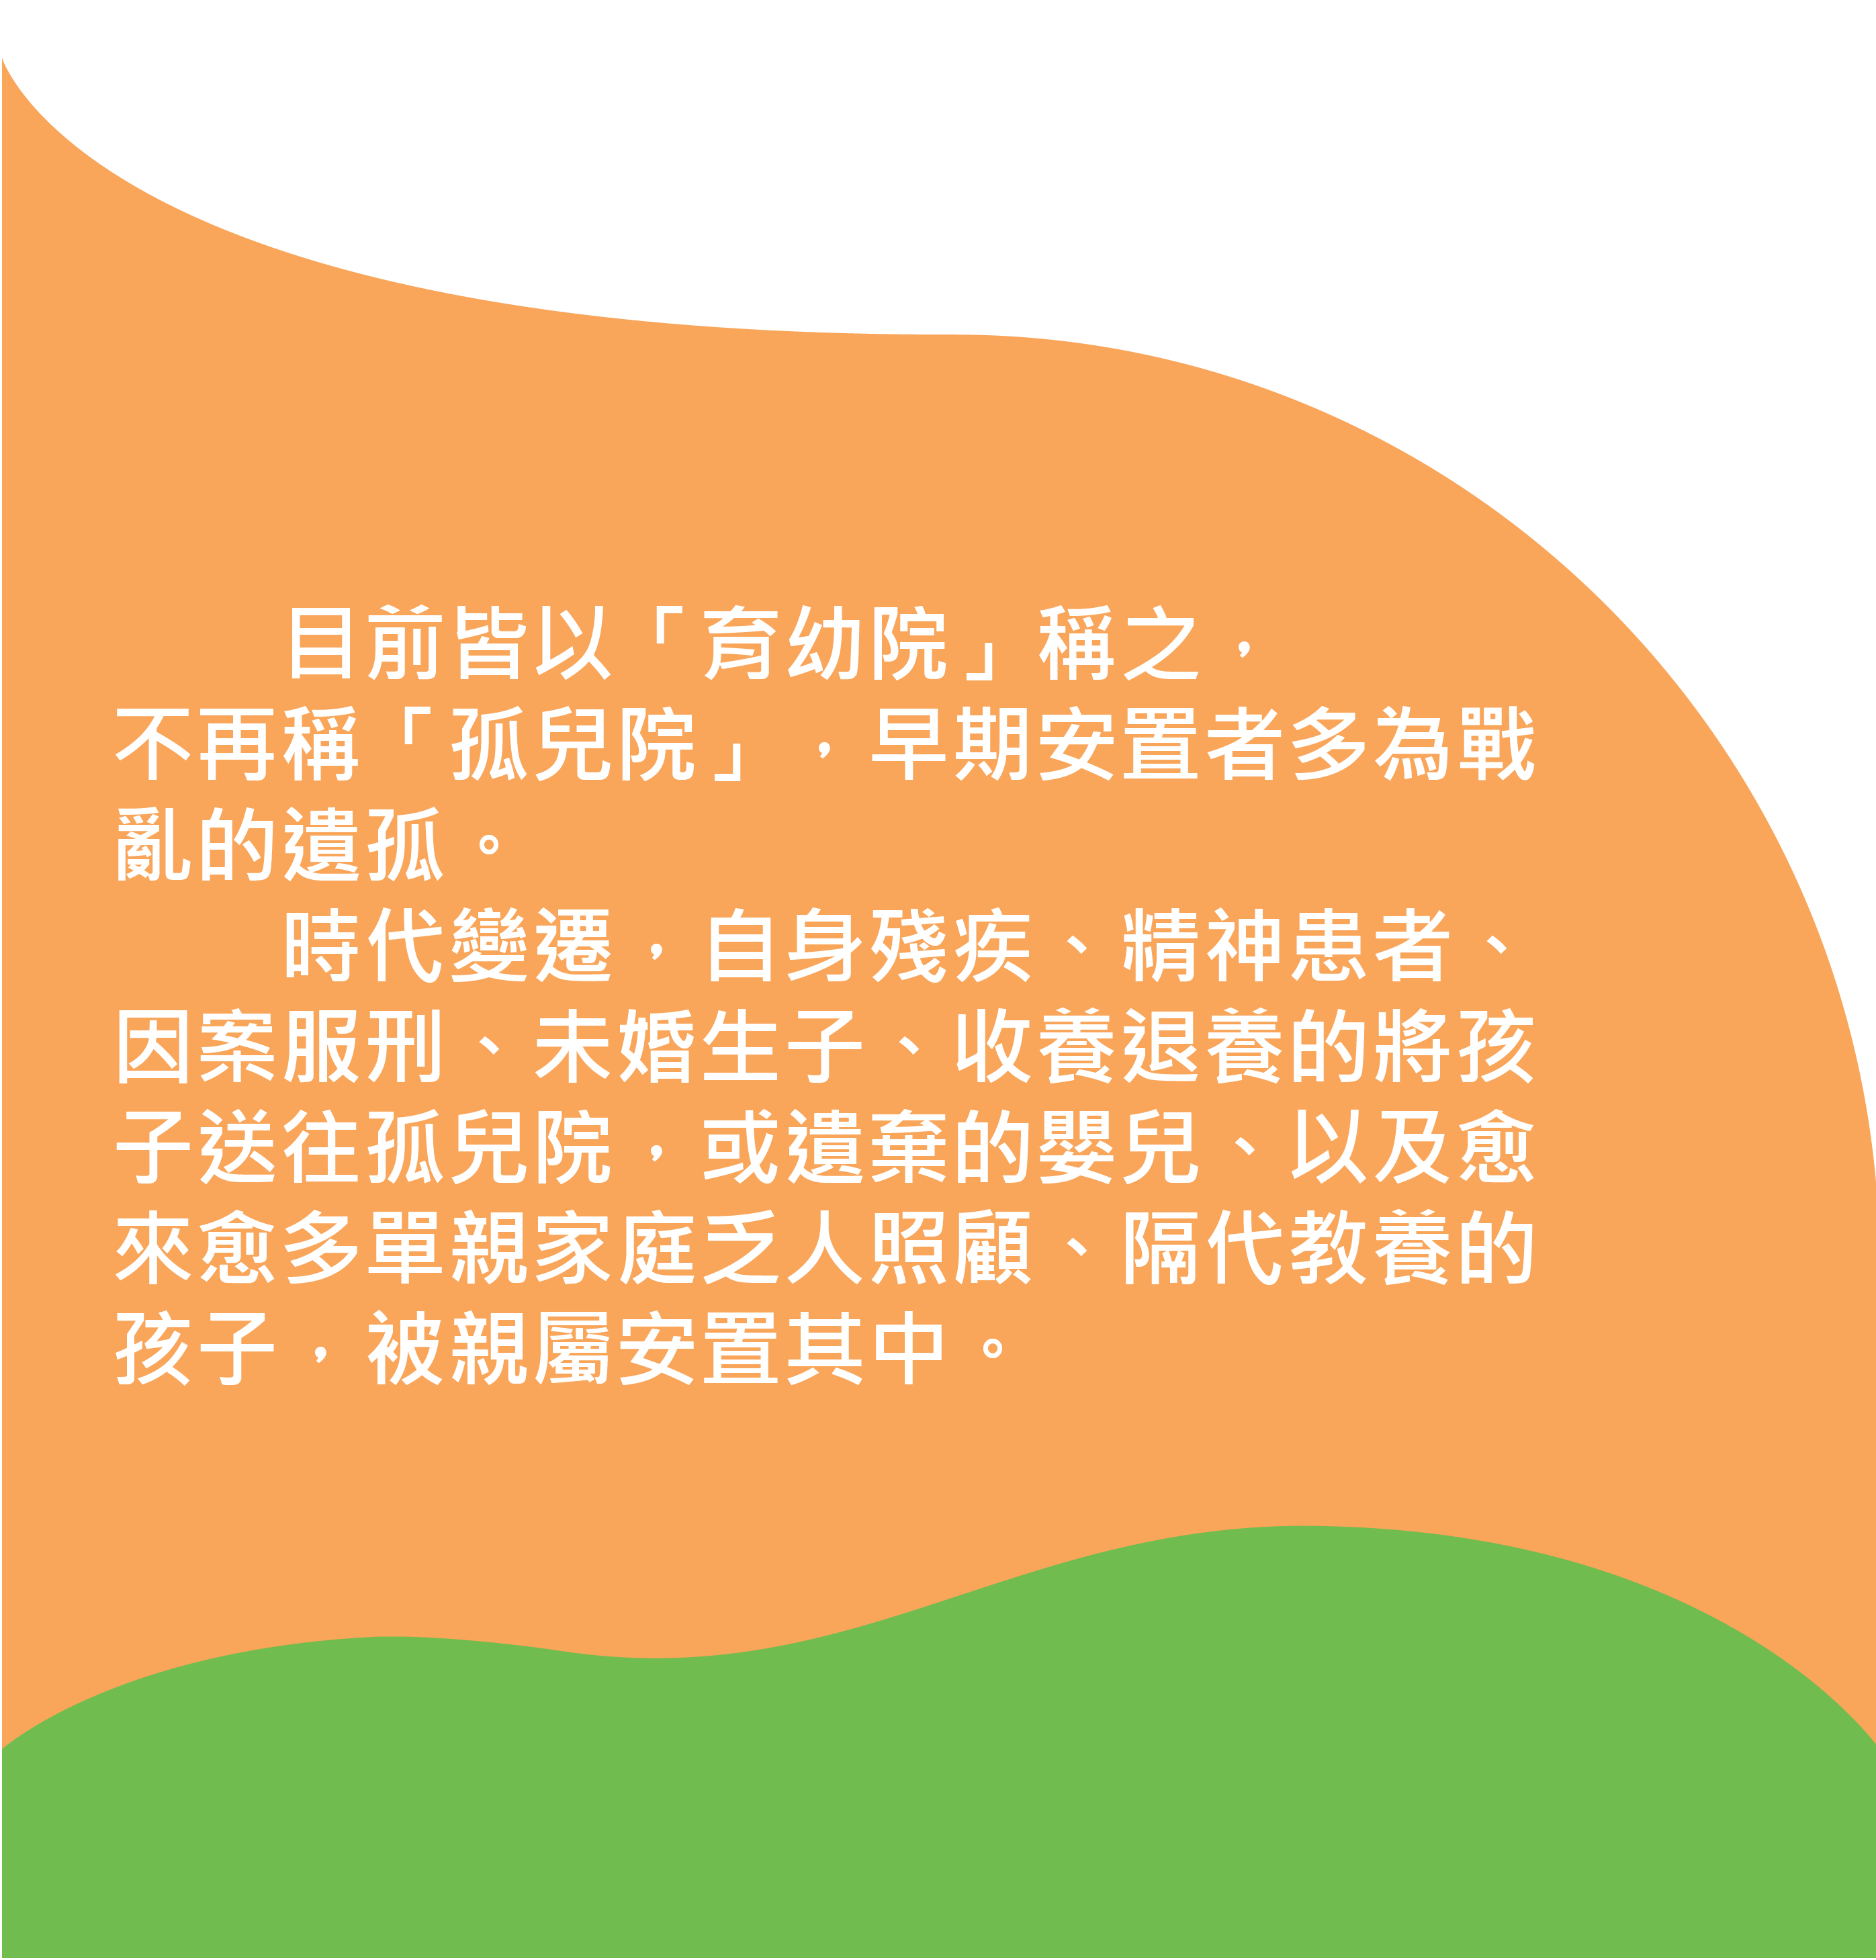 目前皆以「育幼院」稱之，
不再稱「孤兒院」，早期安置者多為戰
亂的遺孤。
時代變遷，自身殘疾、精神患者、
因案服刑、未婚生子、收養退養的將孩
子送往孤兒院，或遺棄的嬰兒、以及愈
來愈多單親家庭乏人照顧、隔代教養的
孩子，被親屬安置其中。